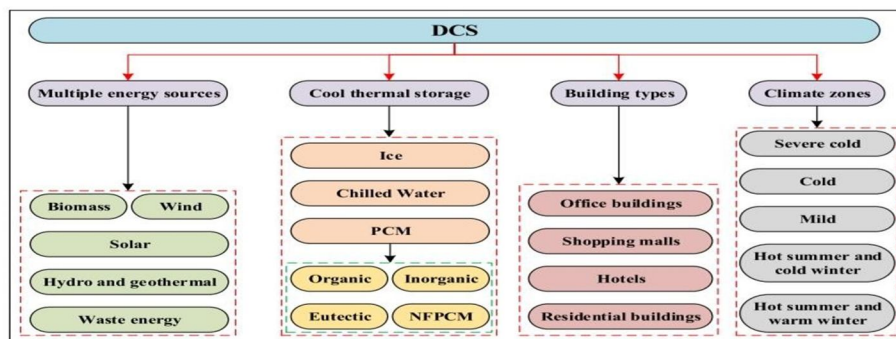 DCS
Multiple energy sources
Cool thermal storage
Building types
Climate zones
Biomass
Wind
Solar
Hydro and geothermal
Waste energy
Ice
Chilled Water
PCM
Organic
Inorganic
Eutectic
NFPCM
Office buildings
Shopping malls
Hotels
Residential buildings
Severe cold
Cold
Mild
Hot summer and
cold winter
Hot summer and
warm winter